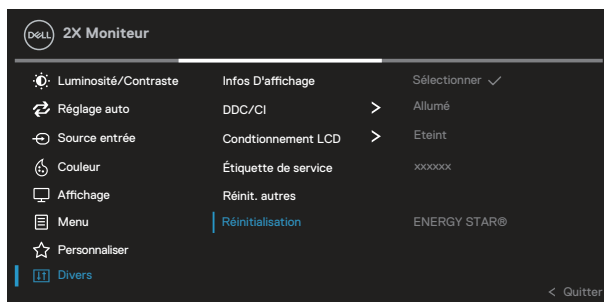 DELL 2X Moniteur
Luminosité/Contraste Infos D'affichage Sélectionner ✓
Réglage auto DDC/CI > Allumé
Source entrée Condtionnement LCD > Eteint
Couleur Étiquette de service xxxxxx
Affichage Réinit. autres
Menu Réinitialisation ENERGY STAR®
Personnaliser
Divers
< Quitter